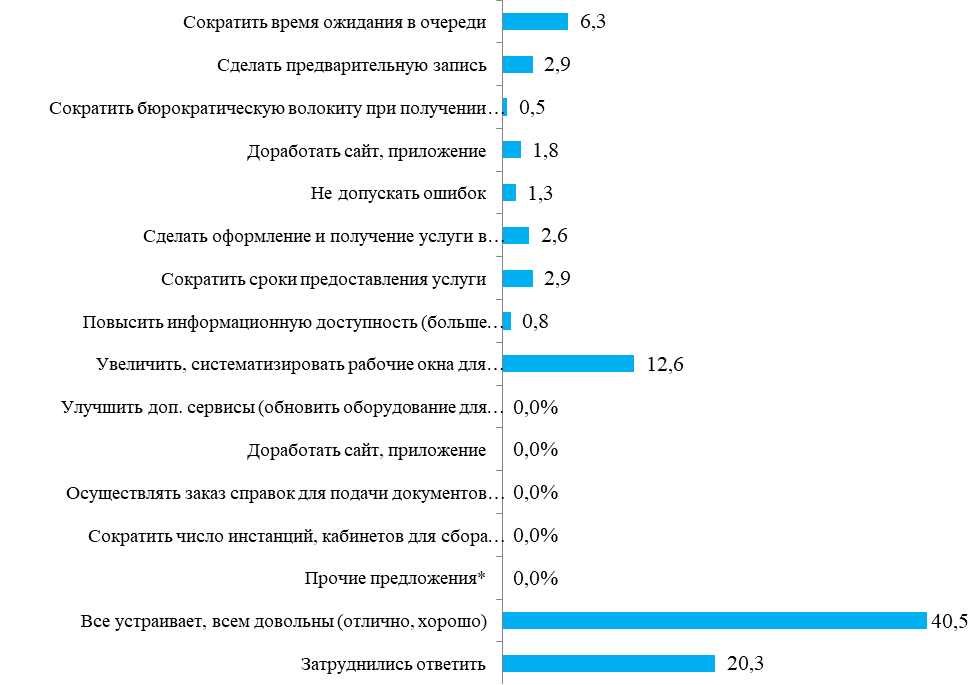 Сократить время ожидания в очереди 6,3
Сделать предварительную запись 2,9
Сократить бюрократическую волокиту при получении… 0,5
Доработать сайт, приложение 1,8
Не допускать ошибок 1,3
Сделать оформление и получение услуги в… 2,6
Сократить сроки предоставления услуги 2,9
Повысить информационную доступность (больше… 0,8
Увеличить, систематизировать рабочие окна для… 12,6
Улучшить доп. сервисы (обновить оборудование для… 0,0%
Доработать сайт, приложение 0,0%
Осуществлять заказ справок для подачи документов… 0,0%
Сократить число инстанций, кабинетов для сбора… 0,0%
Прочие предложения* 0,0%
Все устраивает, всем довольны (отлично, хорошо) 40,5
Затруднились ответить 20,3